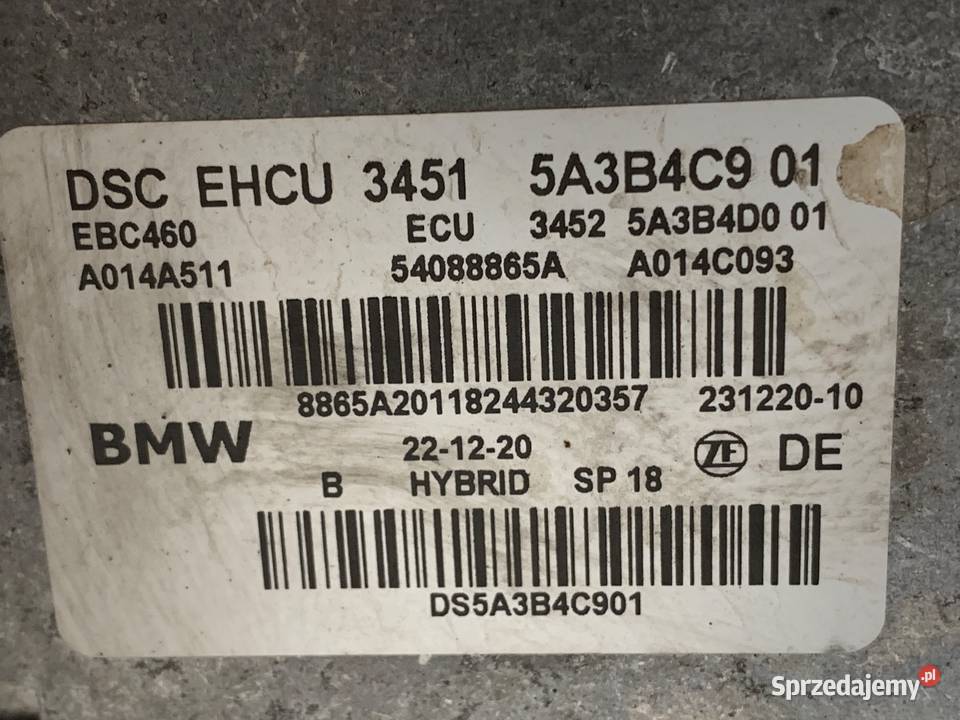 DSC EHCU 3451 5A3B4C9 01
EBC460 ECU 3452 5A3B4D0 01
A014A511 54088865A A014C093
8865A20118244320357 231220-10
BMW 22-12-20 ZF DE
B HYBRID SP 18
DS5A3B4C901
Sprzedajemy.pl